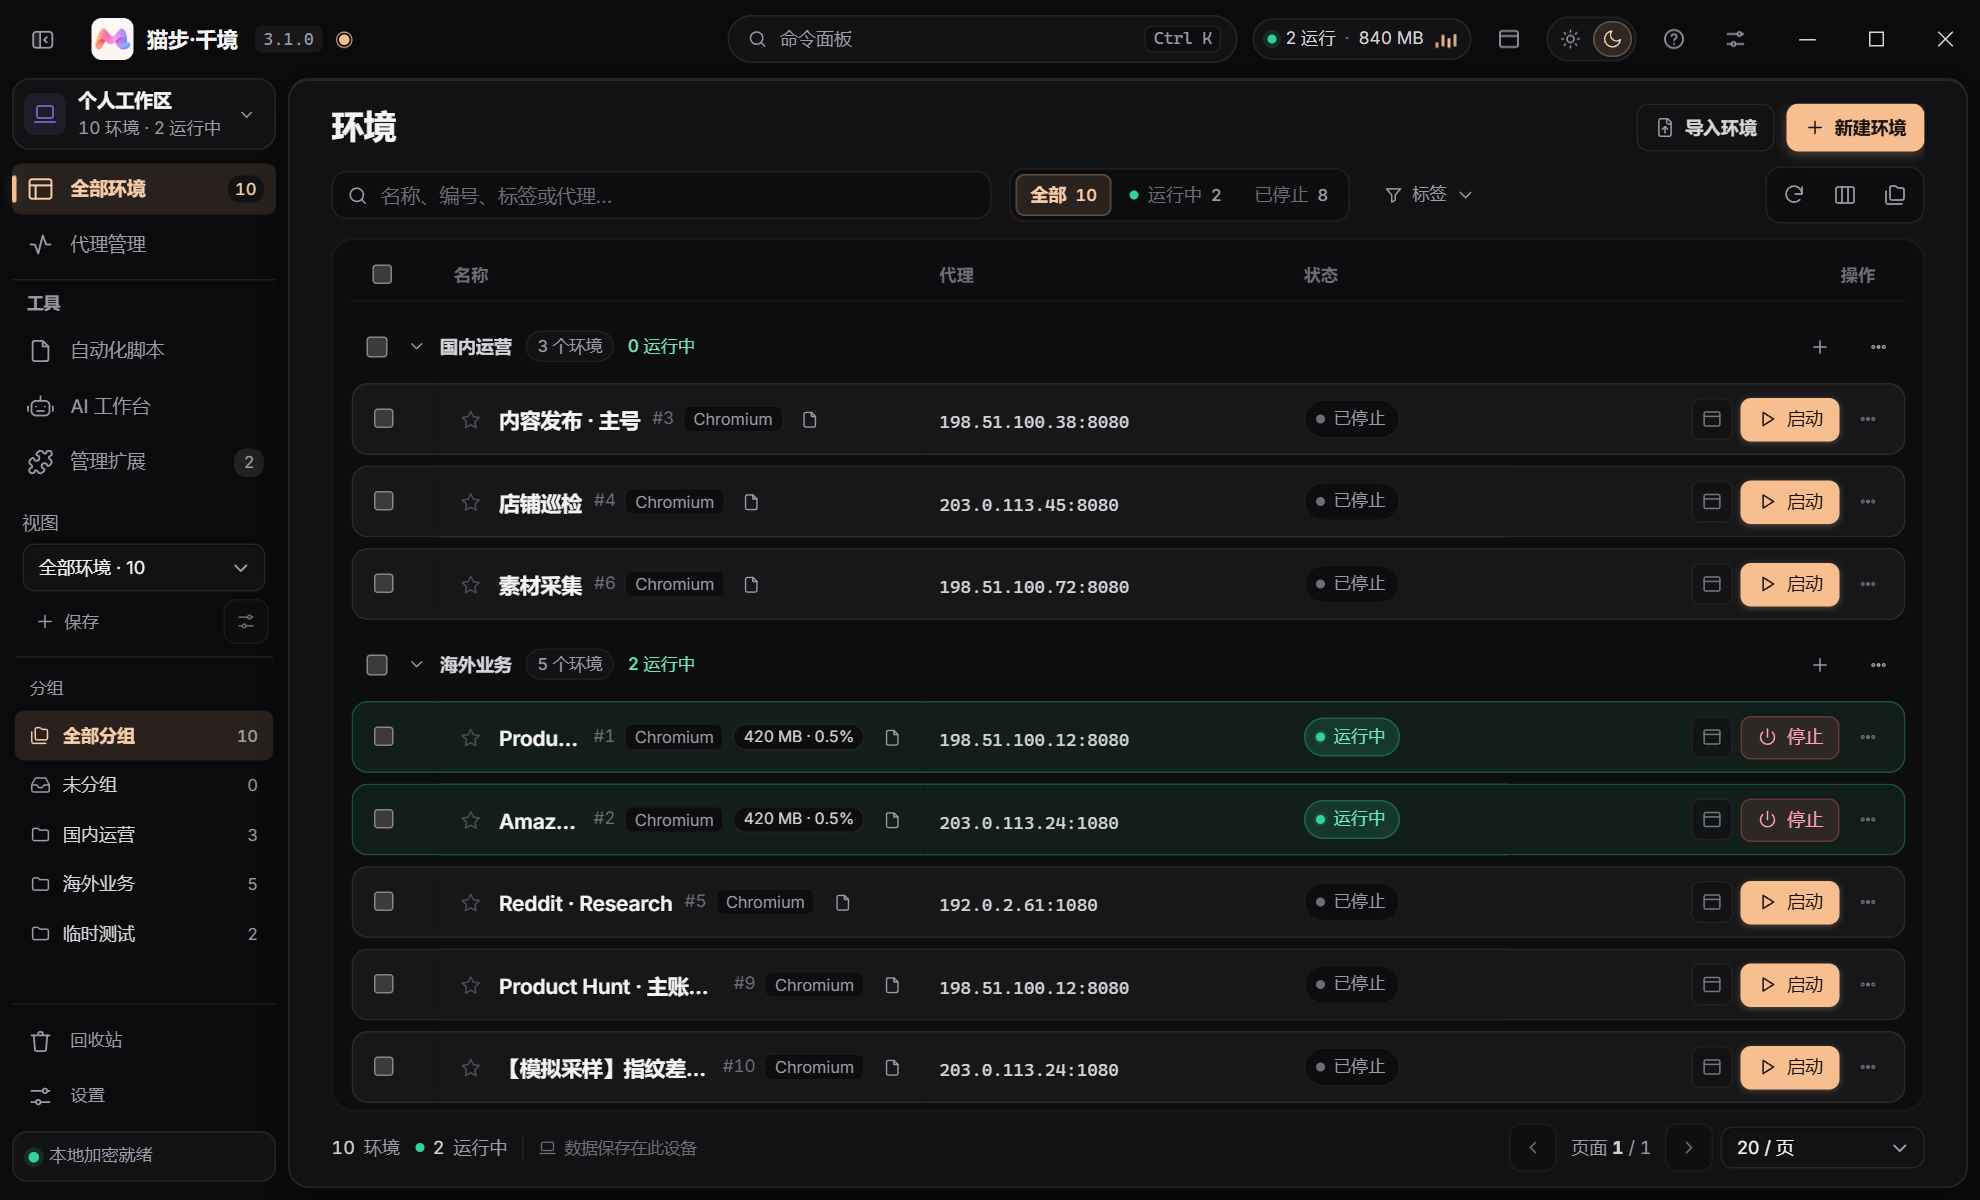 猫步·千境 3.1.0
命令面板 Ctrl K
2 运行 · 840 MB
个人工作区
10 环境 · 2 运行中
全部环境 10
代理管理
工具
自动化脚本
AI 工作台
管理扩展 2
视图
全部环境 · 10
保存
分组
全部分组 10
未分组 0
国内运营 3
海外业务 5
临时测试 2
回收站
设置
本地加密就绪
环境
导入环境
新建环境
名称、编号、标签或代理...
全部 10 运行中 2 已停止 8
标签
名称 代理 状态 操作
国内运营 3 个环境 0 运行中
内容发布 · 主号 #3 Chromium 198.51.100.38:8080 已停止 启动
店铺巡检 #4 Chromium 203.0.113.45:8080 已停止 启动
素材采集 #6 Chromium 198.51.100.72:8080 已停止 启动
海外业务 5 个环境 2 运行中
Produ... #1 Chromium 420 MB · 0.5% 198.51.100.12:8080 运行中 停止
Amaz... #2 Chromium 420 MB · 0.5% 203.0.113.24:1080 运行中 停止
Reddit · Research #5 Chromium 192.0.2.61:1080 已停止 启动
Product Hunt · 主账... #9 Chromium 198.51.100.12:8080 已停止 启动
【模拟采样】指纹差... #10 Chromium 203.0.113.24:1080 已停止 启动
10 环境 2 运行中 数据保存在此设备
页面 1 / 1
20 / 页